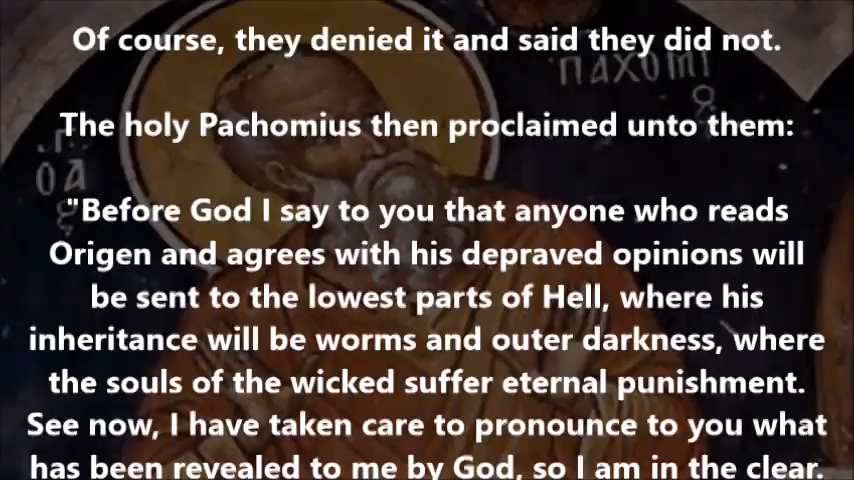 Of course, they denied it and said they did not.
ΠΑΧΟΜΙ
The holy Pachomius then proclaimed unto them:
"Before God I say to you that anyone who reads
Origen and agrees with his depraved opinions will
be sent to the lowest parts of Hell, where his
inheritance will be worms and outer darkness, where
the souls of the wicked suffer eternal punishment.
See now, I have taken care to pronounce to you what
has been revealed to me by God, so I am in the clear.